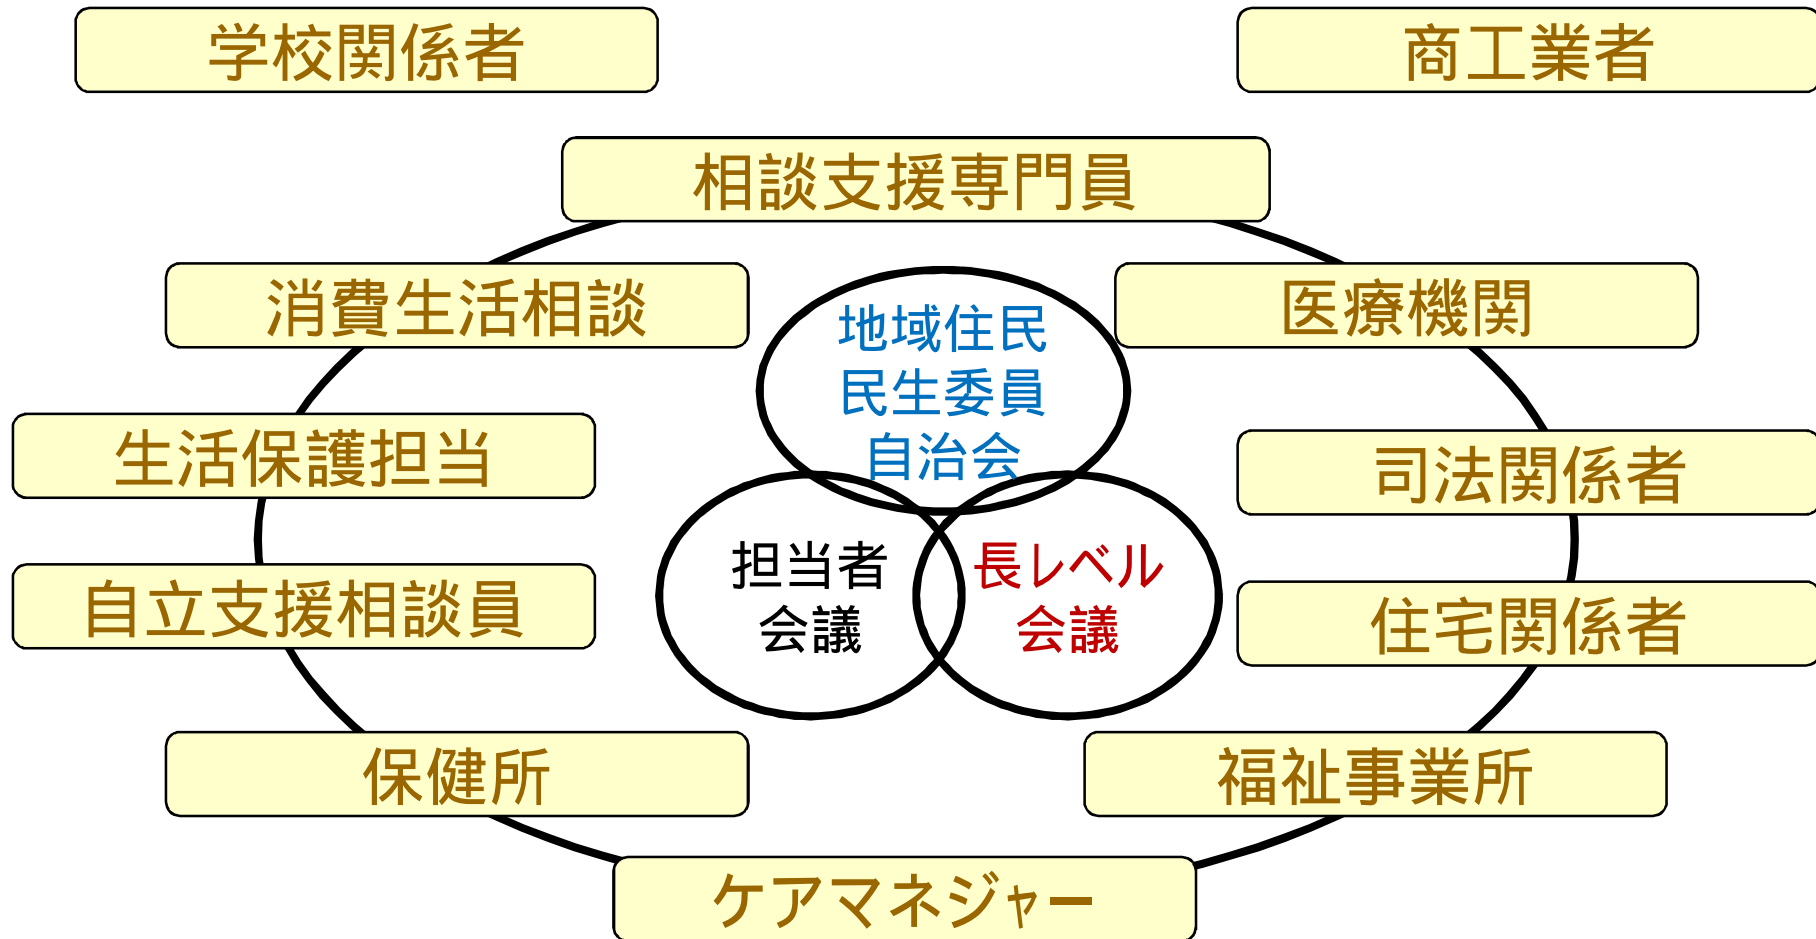 学校関係者
商工業者
相談支援専門員
消費生活相談
医療機関
地域住民
民生委員
自治会
生活保護担当
司法関係者
担当者
会議
長レベル
会議
自立支援相談員
住宅関係者
保健所
福祉事業所
ケアマネジャー